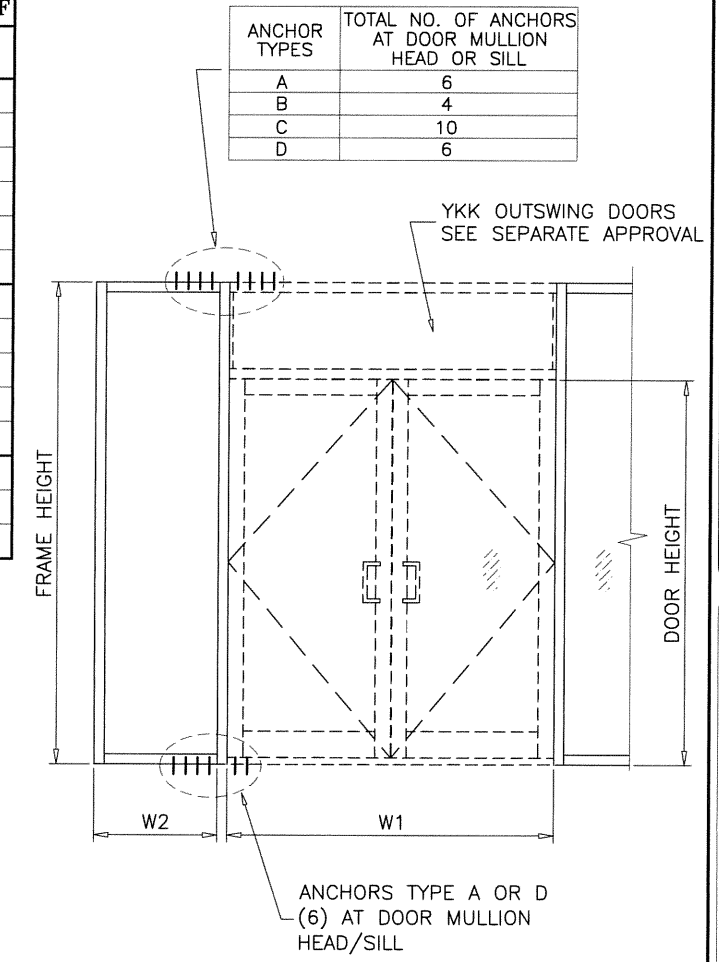 F
ANCHOR TYPES
TOTAL NO. OF ANCHORS
AT DOOR MULLION
HEAD OR SILL
A 6
B 4
C 10
D 6
YKK OUTSWING DOORS
SEE SEPARATE APPROVAL
FRAME HEIGHT
DOOR HEIGHT
W2
W1
ANCHORS TYPE A OR D
(6) AT DOOR MULLION
HEAD/SILL